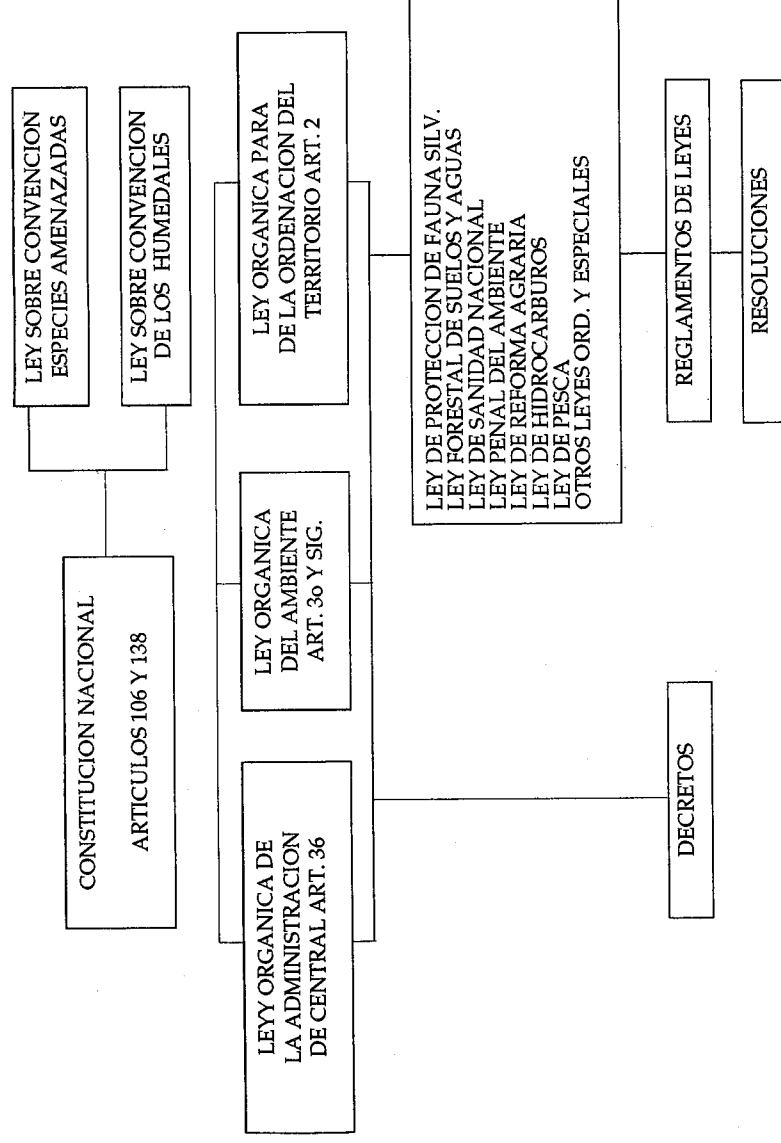 CONSTITUCION NACIONAL
ARTICULOS 106 Y 138
LEY SOBRE CONVENCION
ESPECIES AMENAZADAS
LEY SOBRE CONVENCION
DE LOS HUMEDALES
LEYY ORGANICA DE
LA ADMINISTRACION
DE CENTRAL ART. 36
LEY ORGANICA
DEL AMBIENTE
ART. 3o Y SIG.
LEY ORGANICA PARA
DE LA ORDENACION DEL
TERRITORIO ART. 2
LEY DE PROTECCION DE FAUNA SILV.
LEY FORESTAL DE SUELOS Y AGUAS
LEY DE SANIDAD NACIONAL
LEY PENAL DEL AMBIENTE
LEY DE REFORMA AGRARIA
LEY DE HIDROCARBUROS
LEY DE PESCA
OTROS LEYES ORD. Y ESPECIALES
DECRETOS
REGLAMENTOS DE LEYES
RESOLUCIONES